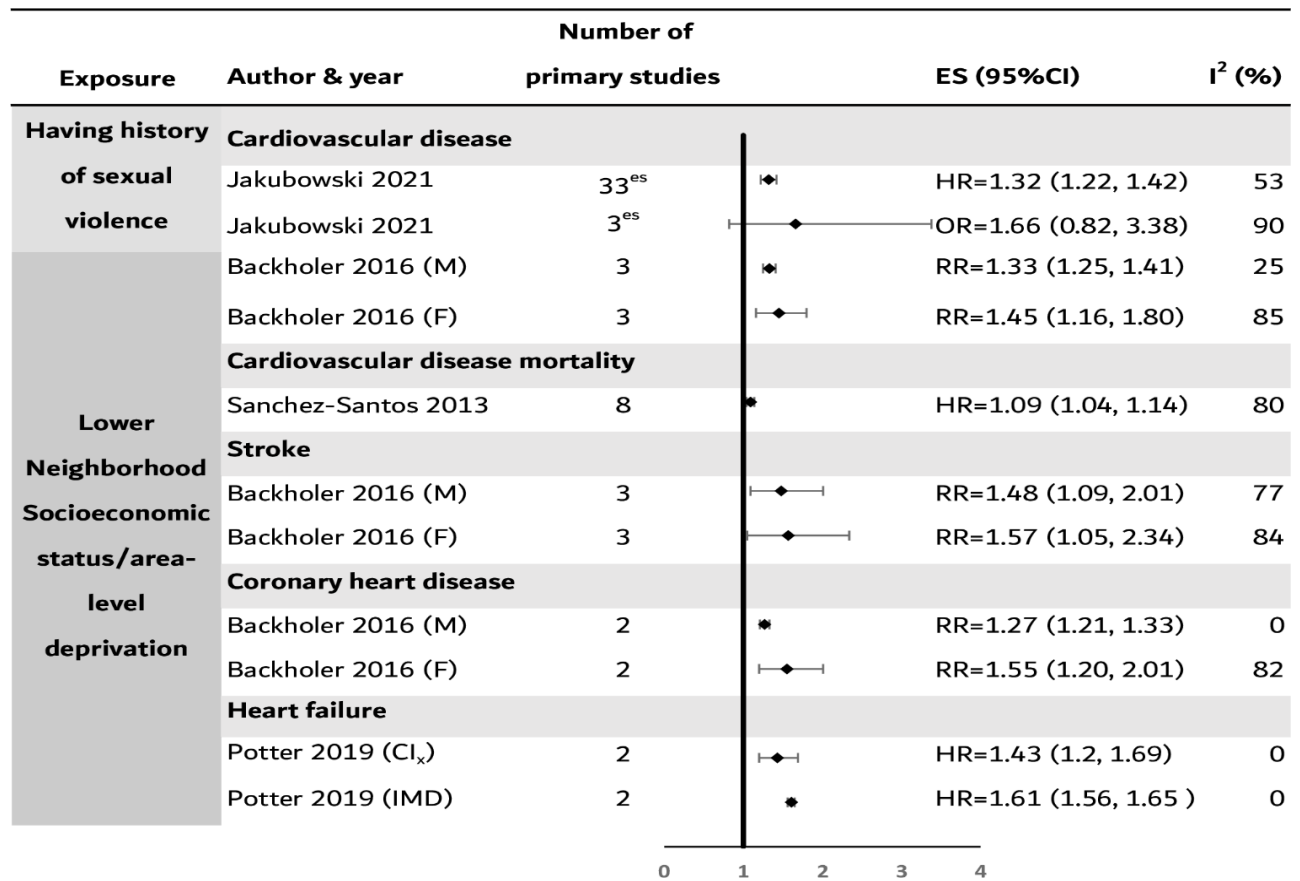 Exposure Author & year Number of primary studies ES (95%CI) I² (%)
Having history of sexual violence
Cardiovascular disease
Jakubowski 2021 33es HR=1.32 (1.22, 1.42) 53
Jakubowski 2021 3es OR=1.66 (0.82, 3.38) 90
Lower Neighborhood Socioeconomic status/area-level deprivation
Backholer 2016 (M) 3 RR=1.33 (1.25, 1.41) 25
Backholer 2016 (F) 3 RR=1.45 (1.16, 1.80) 85
Cardiovascular disease mortality
Sanchez-Santos 2013 8 HR=1.09 (1.04, 1.14) 80
Stroke
Backholer 2016 (M) 3 RR=1.48 (1.09, 2.01) 77
Backholer 2016 (F) 3 RR=1.57 (1.05, 2.34) 84
Coronary heart disease
Backholer 2016 (M) 2 RR=1.27 (1.21, 1.33) 0
Backholer 2016 (F) 2 RR=1.55 (1.20, 2.01) 82
Heart failure
Potter 2019 (CIx) 2 HR=1.43 (1.2, 1.69) 0
Potter 2019 (IMD) 2 HR=1.61 (1.56, 1.65 ) 0
0 1 2 3 4